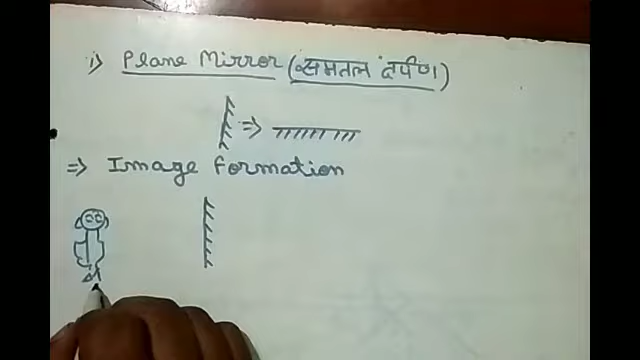 i) Plane Mirror (समतल दर्पण)
=>
=> Image formation